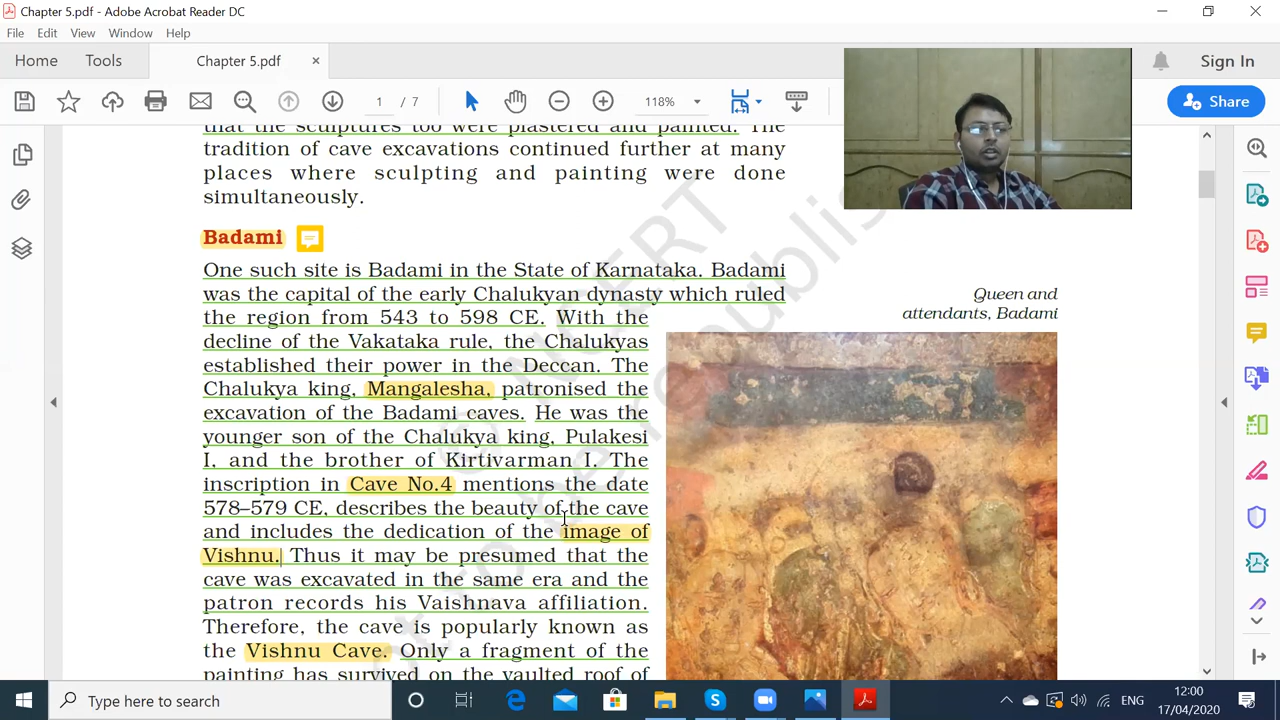 Chapter 5.pdf - Adobe Acrobat Reader DC
File Edit View Window Help
Home Tools Chapter 5.pdf × Sign In
1 / 7 118% Share
that the sculptures too were plastered and painted. The
tradition of cave excavations continued further at many
places where sculpting and painting were done
simultaneously.
Badami
One such site is Badami in the State of Karnataka. Badami
was the capital of the early Chalukyan dynasty which ruled
the region from 543 to 598 CE. With the
decline of the Vakataka rule, the Chalukyas
established their power in the Deccan. The
Chalukya king, Mangalesha, patronised the
excavation of the Badami caves. He was the
younger son of the Chalukya king, Pulakesi
I, and the brother of Kirtivarman I. The
inscription in Cave No.4 mentions the date
578–579 CE, describes the beauty of the cave
and includes the dedication of the image of
Vishnu. Thus it may be presumed that the
cave was excavated in the same era and the
patron records his Vaishnava affiliation.
Therefore, the cave is popularly known as
the Vishnu Cave. Only a fragment of the
painting has survived on the vaulted roof of
Queen and
attendants, Badami
© NCERT
not to be republis
Type here to search
ENG
12:00
17/04/2020